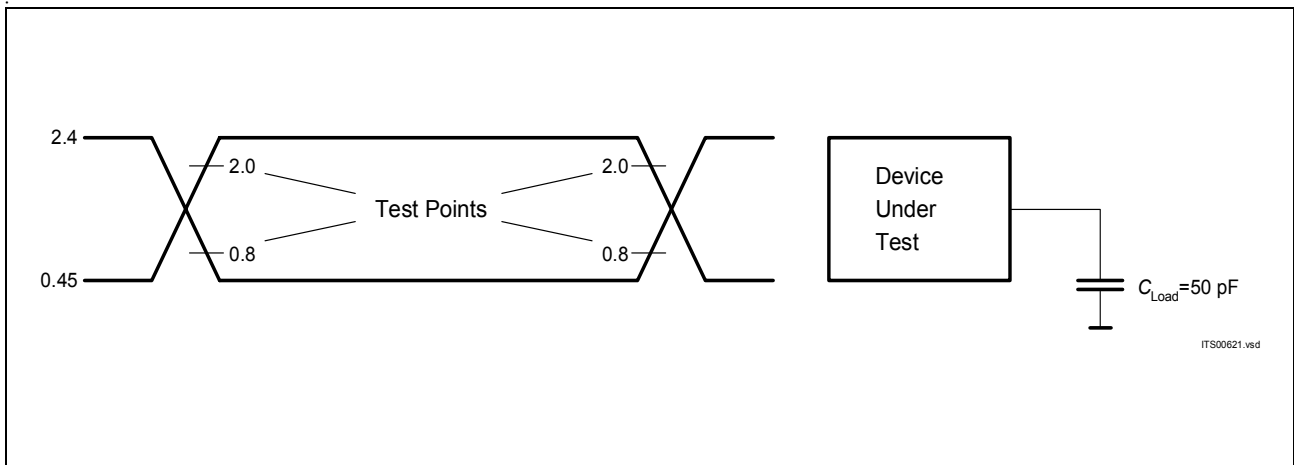 2.4
2.0
2.0
Test Points
0.8
0.8
0.45
Device
Under
Test
CLoad=50 pF
ITS00621.vsd